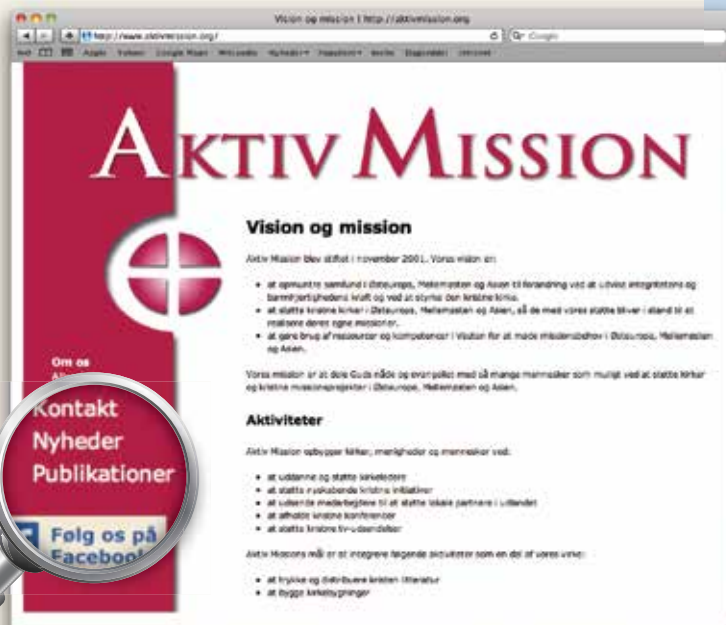 Vision og mission | http://aktivmission.org
http://www.aktivmission.org/
Google
Apple Yahoo! Google Maps Wikipedia Nyheder
AKTIV MISSION
Vision og mission
Aktiv Mission blev stiftet i november 2001. Vores vision er:
• at opmuntre samfund i Østeuropa, Mellemøsten og Asien til forandring ved at udvise integritetens og
barmhjertighedens kraft og ved at styrke den kristne kirke.
• at støtte kristne kirker i Østeuropa, Mellemøsten og Asien, så de med vores støtte bliver i stand til at
realisere deres egne missioner.
• at gøre brug af ressourcer og kompetencer i Vesten for at møde missionsbehov i Østeuropa, Mellemøsten
og Asien.
Vores mission er at dele Guds nåde og evangeliet med så mange mennesker som muligt ved at støtte kirker
og kristne missionsprojekter i Østeuropa, Mellemøsten og Asien.
Aktiviteter
Aktiv Mission opbygger kirker, menigheder og mennesker ved:
• at uddanne og støtte kirkeledere
• at støtte nyskabende kristne initiativer
• at udsende medarbejdere til at støtte lokale partnere i udlandet
• at afholde kristne konferencer
• at støtte kristne tv-udsendelser
Aktiv Missions mål er at integrere følgende aktiviteter som en del af vores virke:
• at trykke og distribuere kristen litteratur
• at bygge kirkebygninger
Om os
Kontakt
Nyheder
Publikationer
Følg os på
Facebook